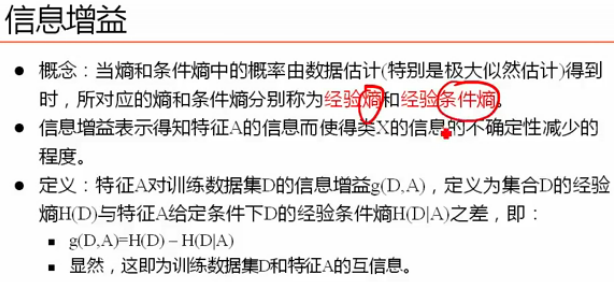 信息增益
● 概念：当熵和条件熵中的概率由数据估计(特别是极大似然估计)得到
时，所对应的熵和条件熵分别称为经验熵和经验条件熵。
● 信息增益表示得知特征A的信息而使得类X的信息的不确定性减少的
程度。
● 定义：特征A对训练数据集D的信息增益g(D,A)，定义为集合D的经验
熵H(D)与特征A给定条件下D的经验条件熵H(D|A)之差，即：
■ g(D,A)=H(D) – H(D|A)
■ 显然，这即为训练数据集D和特征A的互信息。